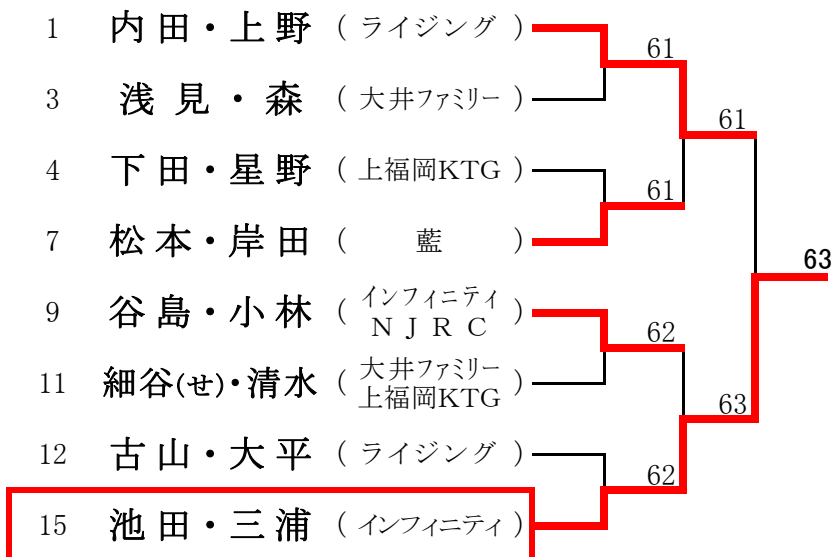 1 内田・上野 ( ライジング )
61
3 浅見・森 ( 大井ファミリー )
61
4 下田・星野 ( 上福岡KTG )
61
7 松本・岸田 ( 藍 )
63
9 谷島・小林 ( インフィニティ NJRC )
62
11 細谷(せ)・清水 ( 大井ファミリー 上福岡KTG )
63
12 古山・大平 ( ライジング )
62
15 池田・三浦 ( インフィニティ )